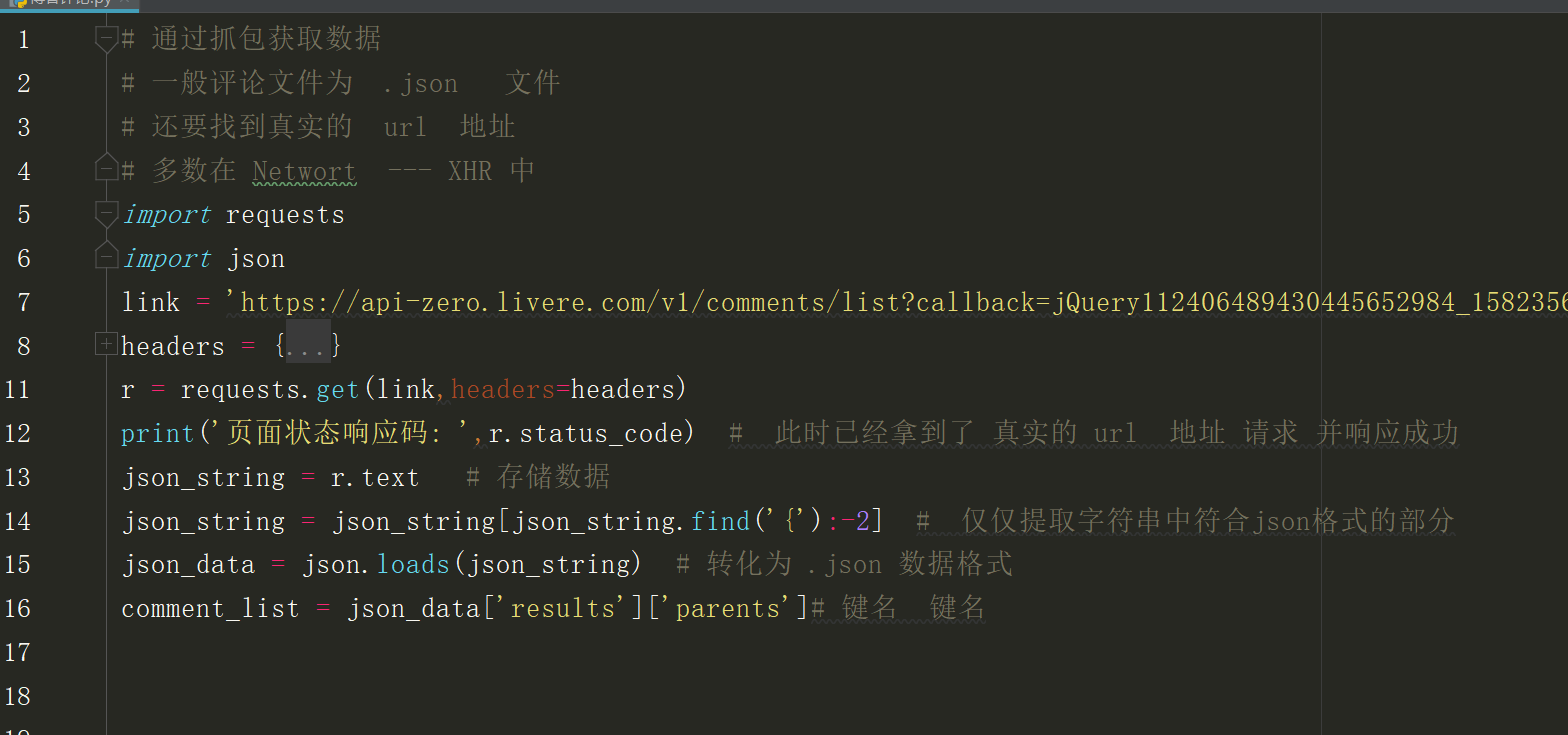 1 # 通过抓包获取数据
2 # 一般评论文件为 .json 文件
3 # 还要找到真实的 url 地址
4 # 多数在 Networt --- XHR 中
5 import requests
6 import json
7 link = 'https://api-zero.livere.com/v1/comments/list?callback=jQuery112406489430445652984_1582356
8 headers = {...}
11 r = requests.get(link,headers=headers)
12 print('页面状态响应码: ',r.status_code) # 此时已经拿到了 真实的 url 地址 请求 并响应成功
13 json_string = r.text # 存储数据
14 json_string = json_string[json_string.find('{'):-2] # 仅仅提取字符串中符合json格式的部分
15 json_data = json.loads(json_string) # 转化为 .json 数据格式
16 comment_list = json_data['results']['parents']# 键名 键名
17
18